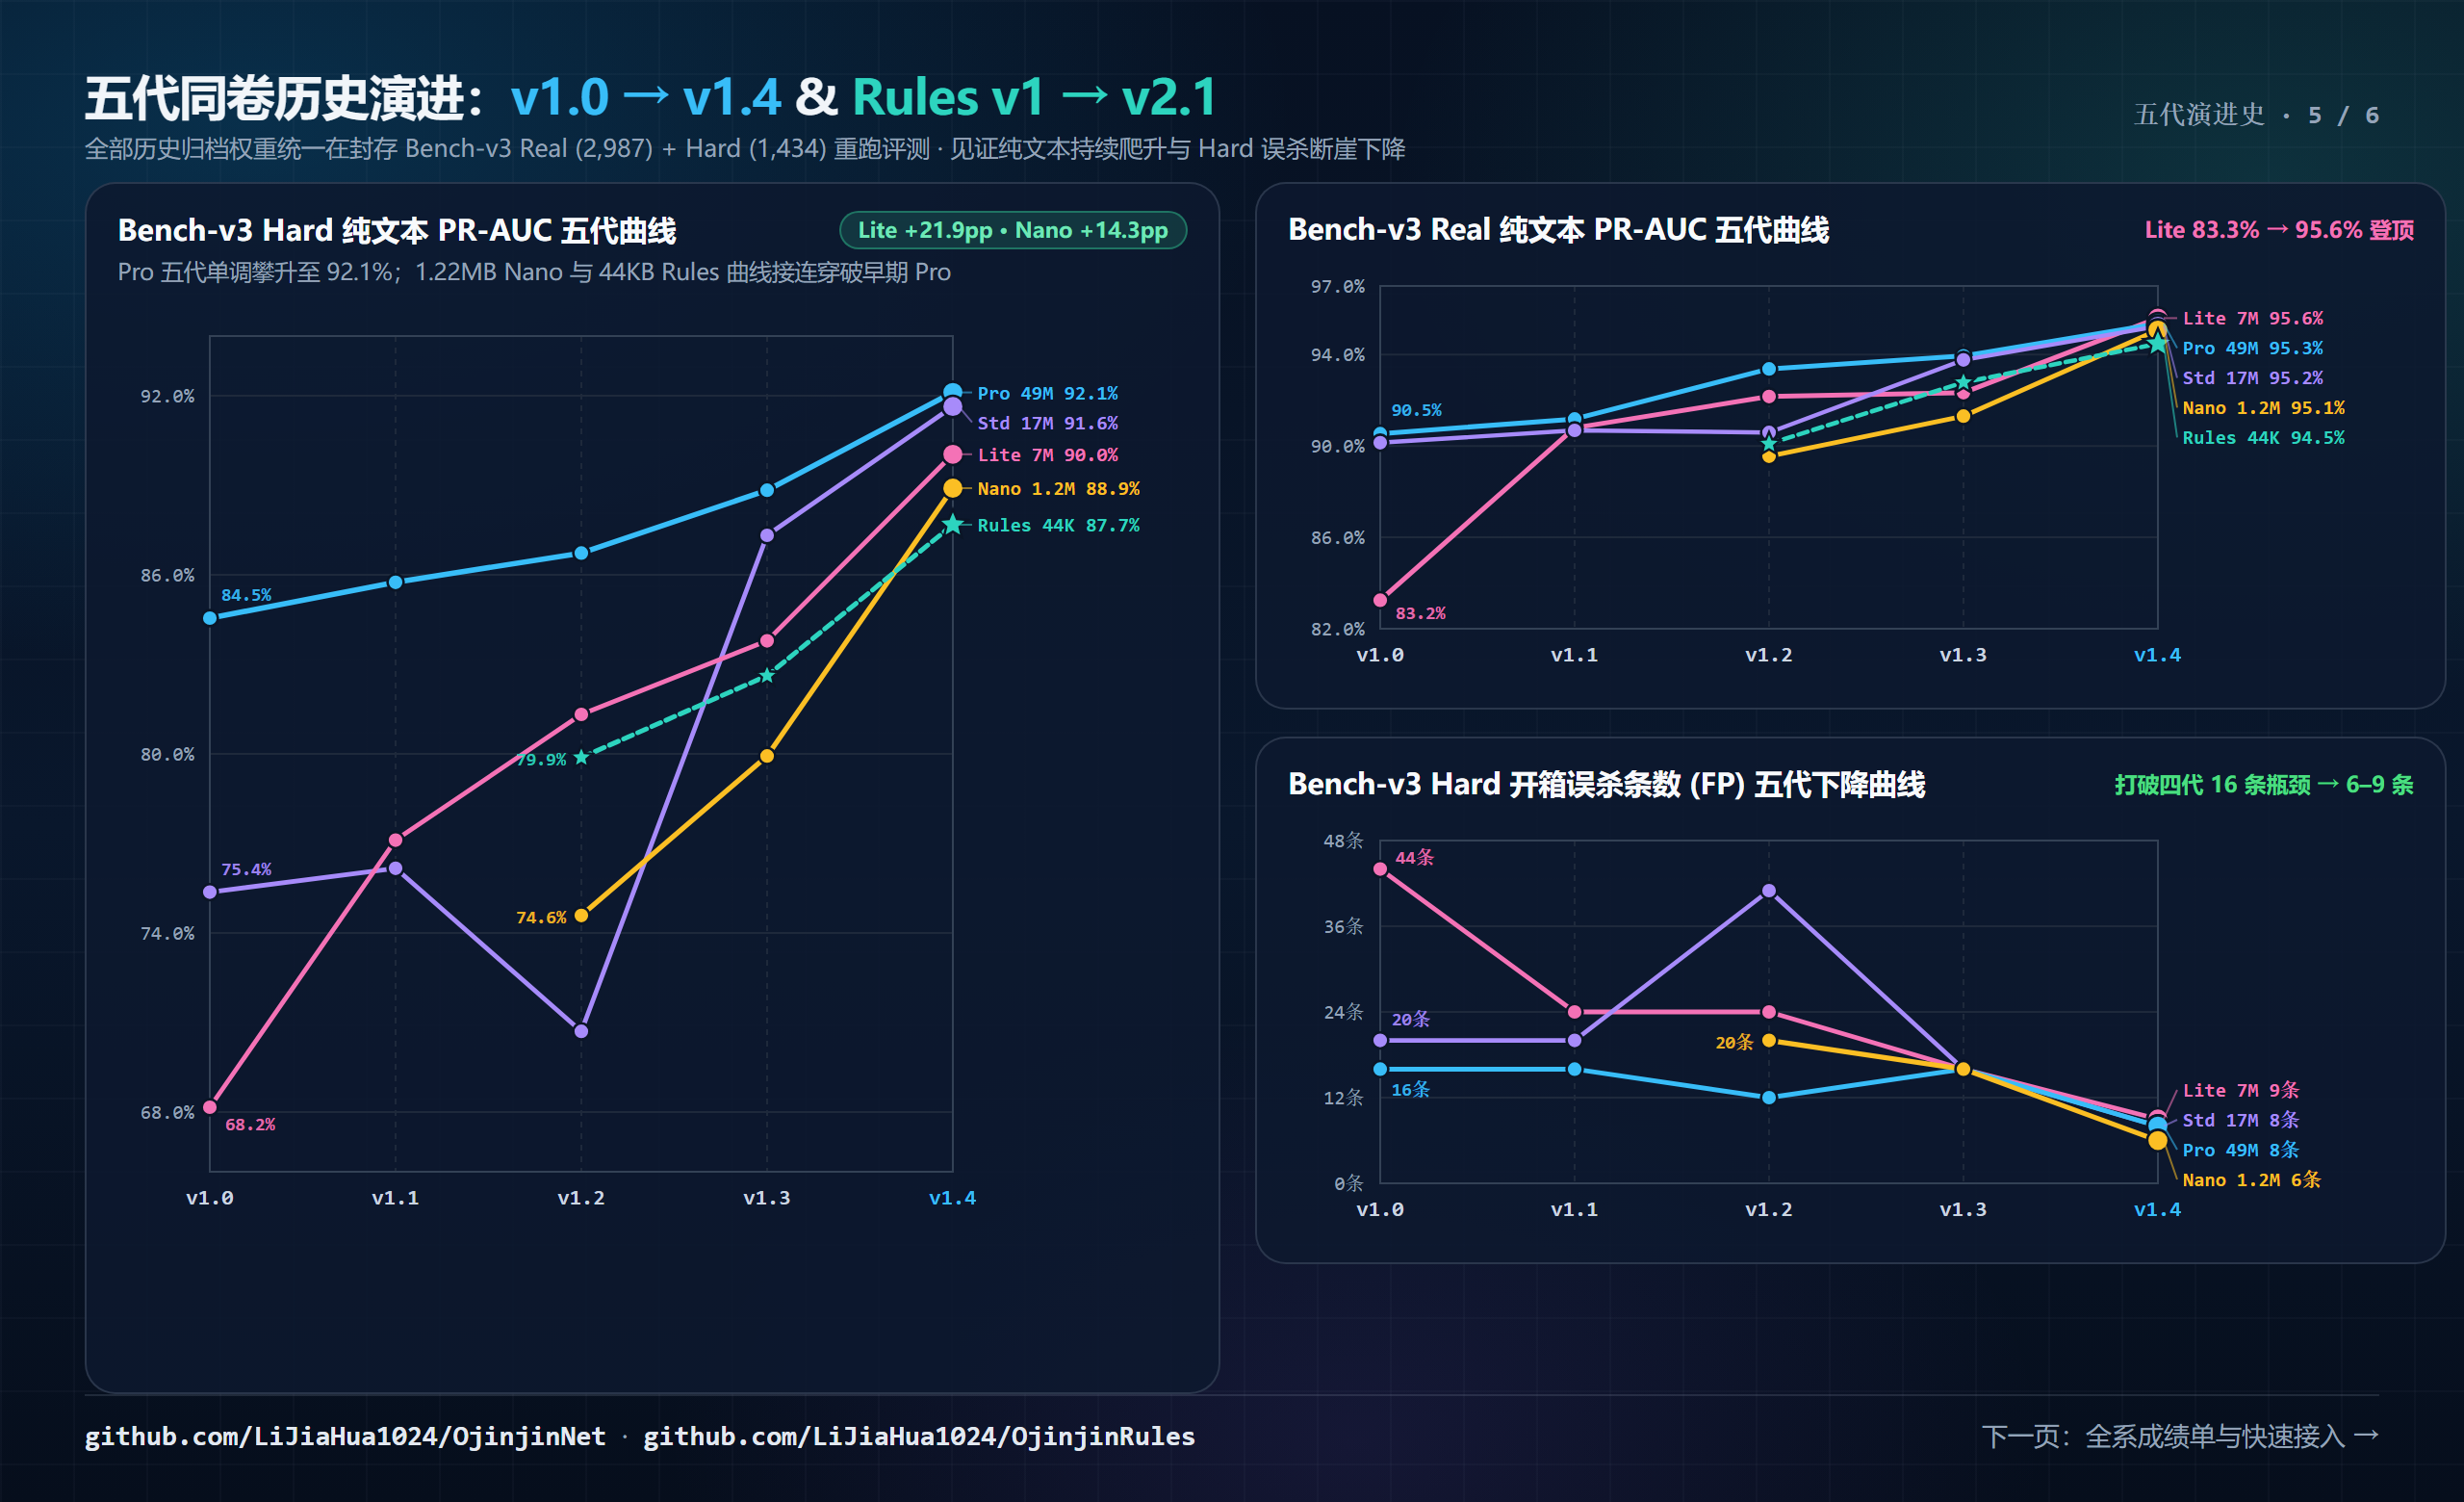 五代同卷历史演进：v1.0 → v1.4 & Rules v1 → v2.1
全部历史归档权重统一在封存 Bench-v3 Real (2,987) + Hard (1,434) 重跑评测 · 见证纯文本持续爬升与 Hard 误杀断崖下降
五代演进史 · 5 / 6
Bench-v3 Hard 纯文本 PR-AUC 五代曲线
Lite +21.9pp • Nano +14.3pp
Pro 五代单调攀升至 92.1%；1.22MB Nano 与 44KB Rules 曲线接连穿破早期 Pro
92.0%
86.0%
80.0%
74.0%
68.0%
84.5%
75.4%
68.2%
79.9%
74.6%
Pro 49M 92.1%
Std 17M 91.6%
Lite 7M 90.0%
Nano 1.2M 88.9%
Rules 44K 87.7%
v1.0
v1.1
v1.2
v1.3
v1.4
Bench-v3 Real 纯文本 PR-AUC 五代曲线
Lite 83.3% → 95.6% 登顶
97.0%
94.0%
90.0%
86.0%
82.0%
90.5%
83.2%
Lite 7M 95.6%
Pro 49M 95.3%
Std 17M 95.2%
Nano 1.2M 95.1%
Rules 44K 94.5%
v1.0
v1.1
v1.2
v1.3
v1.4
Bench-v3 Hard 开箱误杀条数 (FP) 五代下降曲线
打破四代 16 条瓶颈 → 6–9 条
48条
36条
24条
12条
0条
44条
20条
16条
20条
Lite 7M 9条
Std 17M 8条
Pro 49M 8条
Nano 1.2M 6条
v1.0
v1.1
v1.2
v1.3
v1.4
github.com/LiJiaHua1024/OjinjinNet · github.com/LiJiaHua1024/OjinjinRules
下一页：全系成绩单与快速接入 →